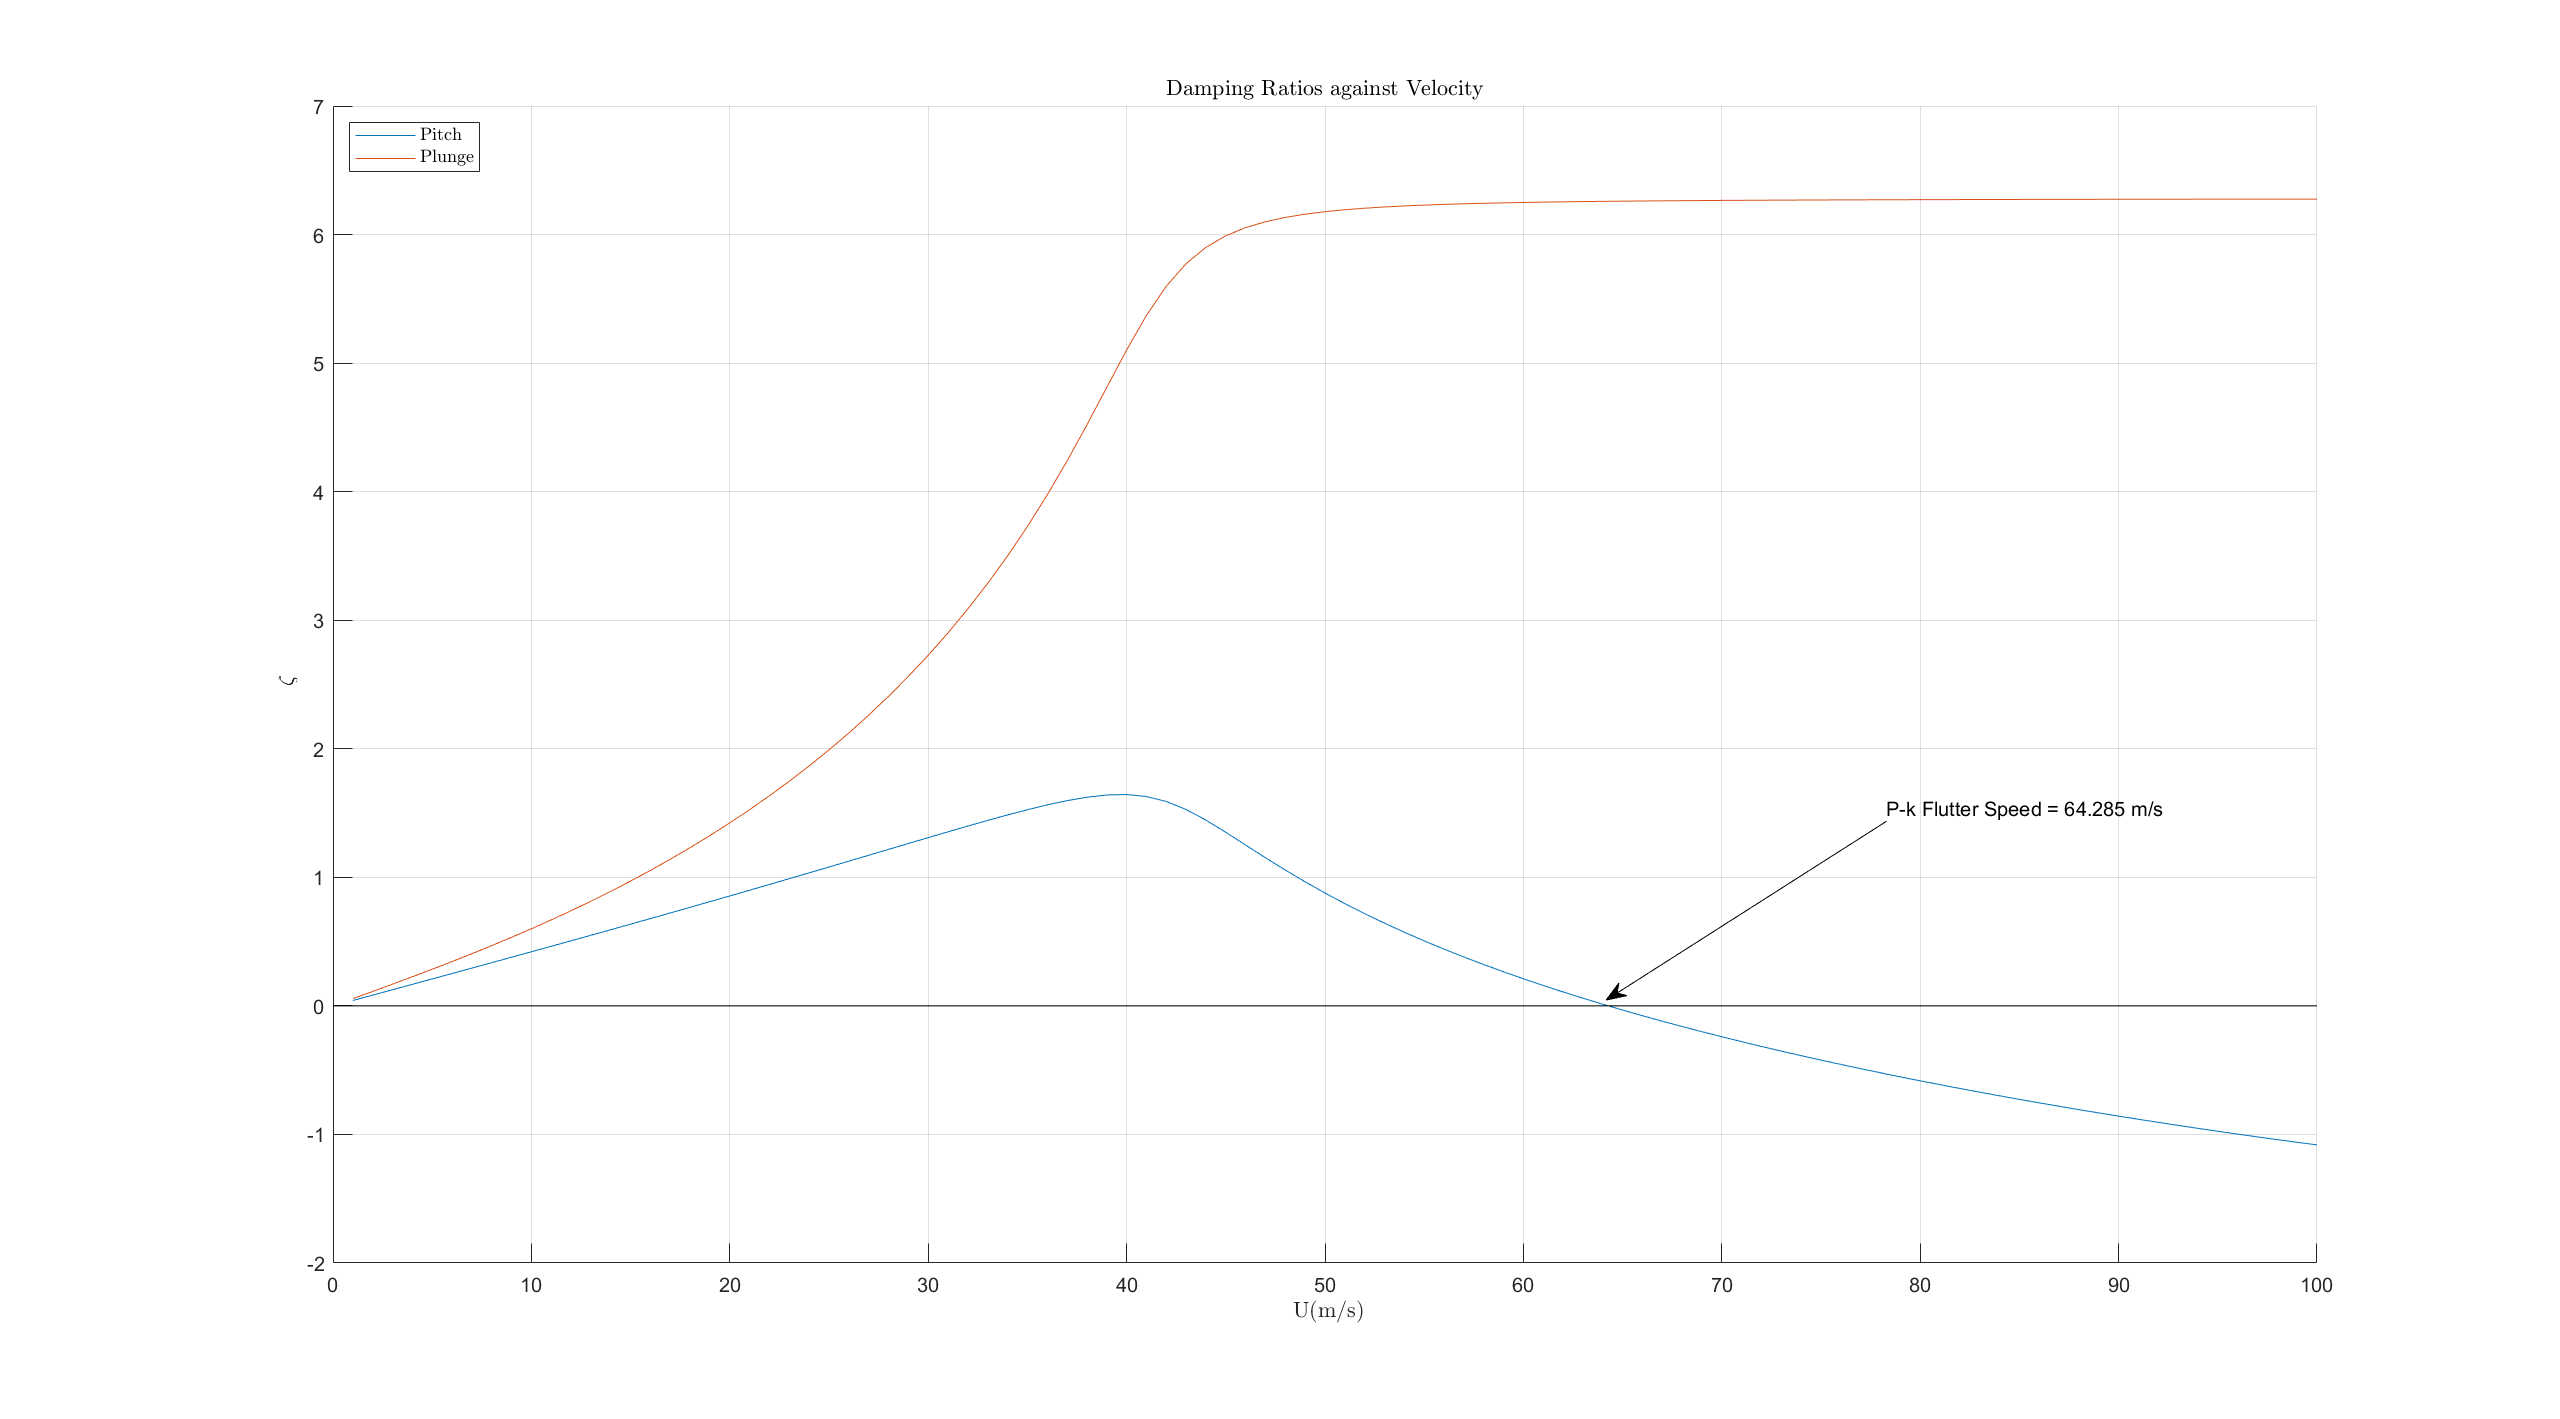 Damping Ratios against Velocity
7
6
5
4
3
2
1
0
-1
-2
Pitch
Plunge
ζ
P-k Flutter Speed = 64.285 m/s
0 10 20 30 40 50 60 70 80 90 100
U(m/s)